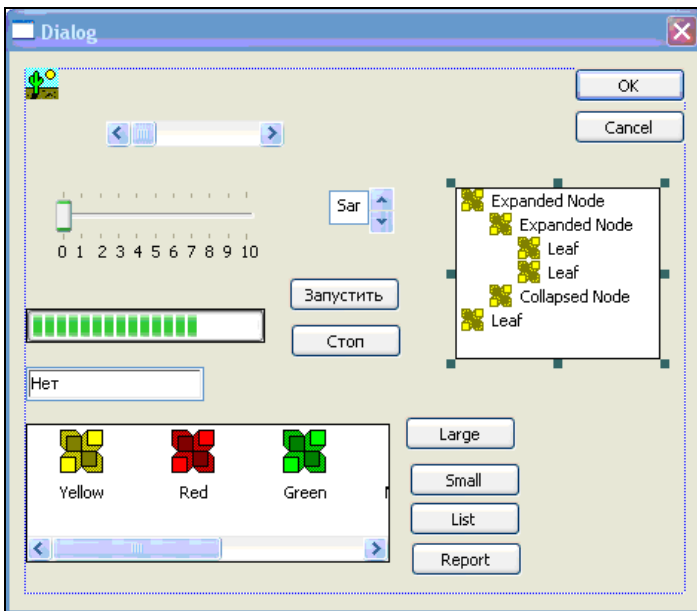 Dialog
OK
Cancel
Sar
Expanded Node
Expanded Node
Leaf
Leaf
Collapsed Node
Leaf
0 1 2 3 4 5 6 7 8 9 10
Запустить
Стоп
Нет
Yellow Red Green
Large
Small
List
Report